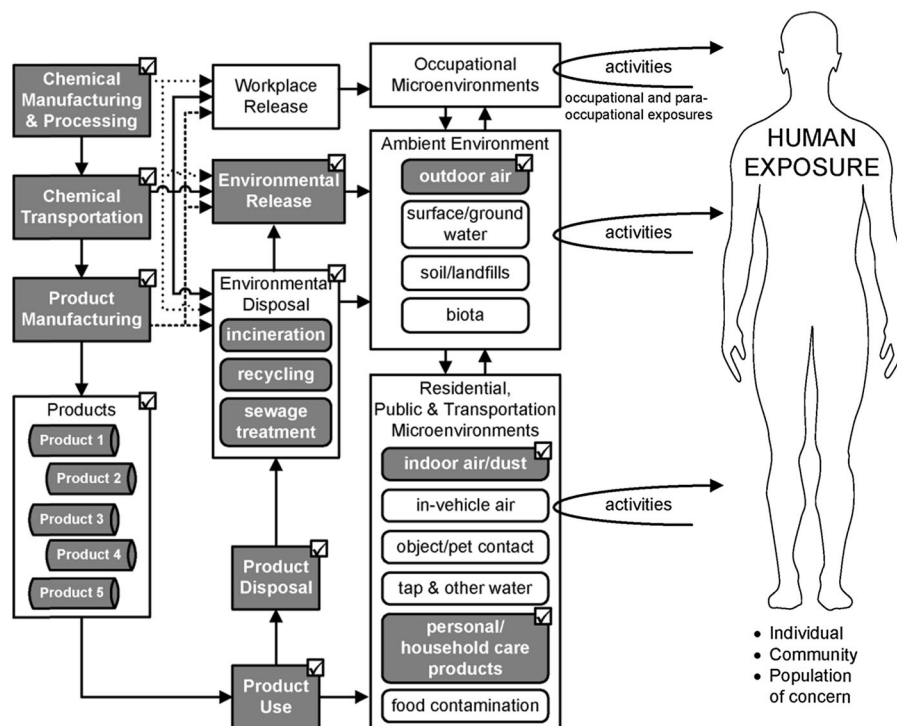 Chemical
Manufacturing
& Processing
Chemical
Transportation
Product
Manufacturing
Products
Product 1
Product 2
Product 3
Product 4
Product 5
Workplace
Release
Environmental
Release
Environmental
Disposal
incineration
recycling
sewage
treatment
Product
Disposal
Product
Use
Occupational
Microenvironments
Ambient Environment
outdoor air
surface/ground
water
soil/landfills
biota
Residential,
Public & Transportation
Microenvironments
indoor air/dust
in-vehicle air
object/pet contact
tap & other water
personal/
household care
products
food contamination
activities
occupational and para-
occupational exposures
activities
activities
HUMAN
EXPOSURE
• Individual
• Community
• Population
of concern